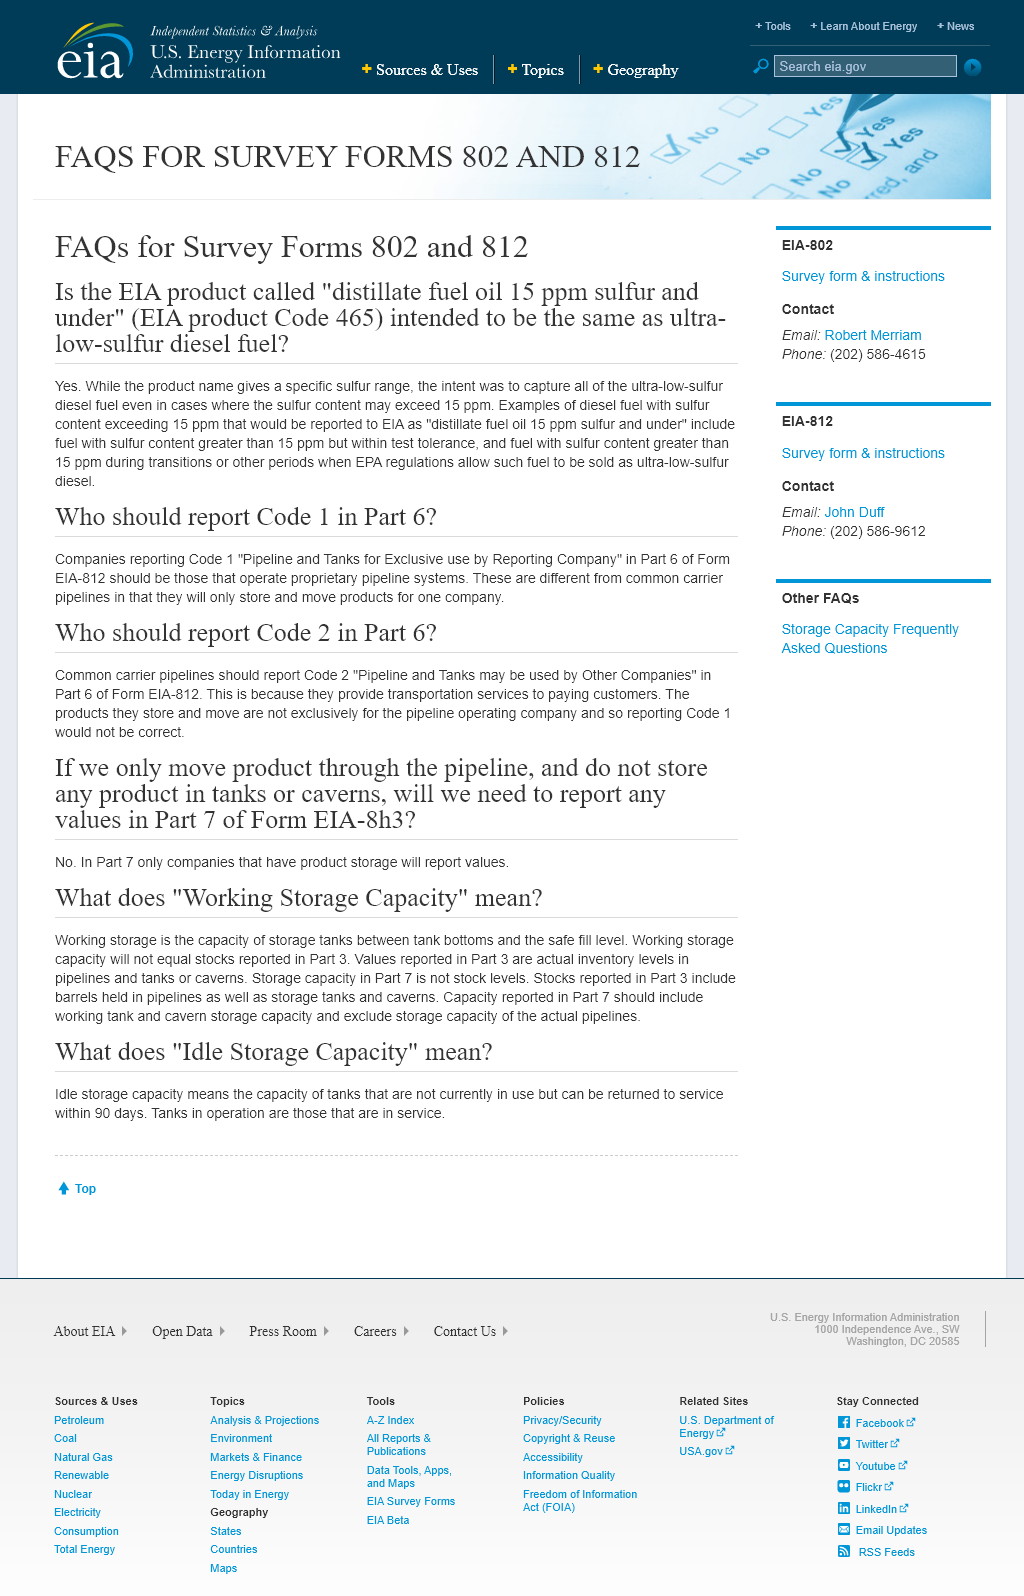 eia
Independent Statistics & Analysis
U.S. Energy Information
Administration
+ Sources & Uses
+ Topics
+ Geography
+ Tools
+ Learn About Energy
+ News
Search eia.gov
No
Yes
Yes
Yes
No
No
No
FAQS FOR SURVEY FORMS 802 AND 812
FAQs for Survey Forms 802 and 812
Is the EIA product called "distillate fuel oil 15 ppm sulfur and
under" (EIA product Code 465) intended to be the same as ultra-
low-sulfur diesel fuel?
Yes. While the product name gives a specific sulfur range, the intent was to capture all of the ultra-low-sulfur
diesel fuel even in cases where the sulfur content may exceed 15 ppm. Examples of diesel fuel with sulfur
content exceeding 15 ppm that would be reported to EIA as "distillate fuel oil 15 ppm sulfur and under" include
fuel with sulfur content greater than 15 ppm but within test tolerance, and fuel with sulfur content greater than
15 ppm during transitions or other periods when EPA regulations allow such fuel to be sold as ultra-low-sulfur
diesel.
Who should report Code 1 in Part 6?
Companies reporting Code 1 "Pipeline and Tanks for Exclusive use by Reporting Company" in Part 6 of Form
EIA-812 should be those that operate proprietary pipeline systems. These are different from common carrier
pipelines in that they will only store and move products for one company.
Who should report Code 2 in Part 6?
Common carrier pipelines should report Code 2 "Pipeline and Tanks may be used by Other Companies" in
Part 6 of Form EIA-812. This is because they provide transportation services to paying customers. The
products they store and move are not exclusively for the pipeline operating company and so reporting Code 1
would not be correct.
If we only move product through the pipeline, and do not store
any product in tanks or caverns, will we need to report any
values in Part 7 of Form EIA-8h3?
No. In Part 7 only companies that have product storage will report values.
What does "Working Storage Capacity" mean?
Working storage is the capacity of storage tanks between tank bottoms and the safe fill level. Working storage
capacity will not equal stocks reported in Part 3. Values reported in Part 3 are actual inventory levels in
pipelines and tanks or caverns. Storage capacity in Part 7 is not stock levels. Stocks reported in Part 3 include
barrels held in pipelines as well as storage tanks and caverns. Capacity reported in Part 7 should include
working tank and cavern storage capacity and exclude storage capacity of the actual pipelines.
What does "Idle Storage Capacity" mean?
Idle storage capacity means the capacity of tanks that are not currently in use but can be returned to service
within 90 days. Tanks in operation are those that are in service.
Top
EIA-802
Survey form & instructions
Contact
Email: Robert Merriam
Phone: (202) 586-4615
EIA-812
Survey form & instructions
Contact
Email: John Duff
Phone: (202) 586-9612
Other FAQs
Storage Capacity Frequently
Asked Questions
About EIA
Open Data
Press Room
Careers
Contact Us
U.S. Energy Information Administration
1000 Independence Ave., SW
Washington, DC 20585
Sources & Uses
Petroleum
Coal
Natural Gas
Renewable
Nuclear
Electricity
Consumption
Total Energy
Topics
Analysis & Projections
Environment
Markets & Finance
Energy Disruptions
Today in Energy
Geography
States
Countries
Maps
Tools
A-Z Index
All Reports &
Publications
Data Tools, Apps,
and Maps
EIA Survey Forms
EIA Beta
Policies
Privacy/Security
Copyright & Reuse
Accessibility
Information Quality
Freedom of Information
Act (FOIA)
Related Sites
U.S. Department of
Energy
USA.gov
Stay Connected
Facebook
Twitter
Youtube
Flickr
LinkedIn
Email Updates
RSS Feeds